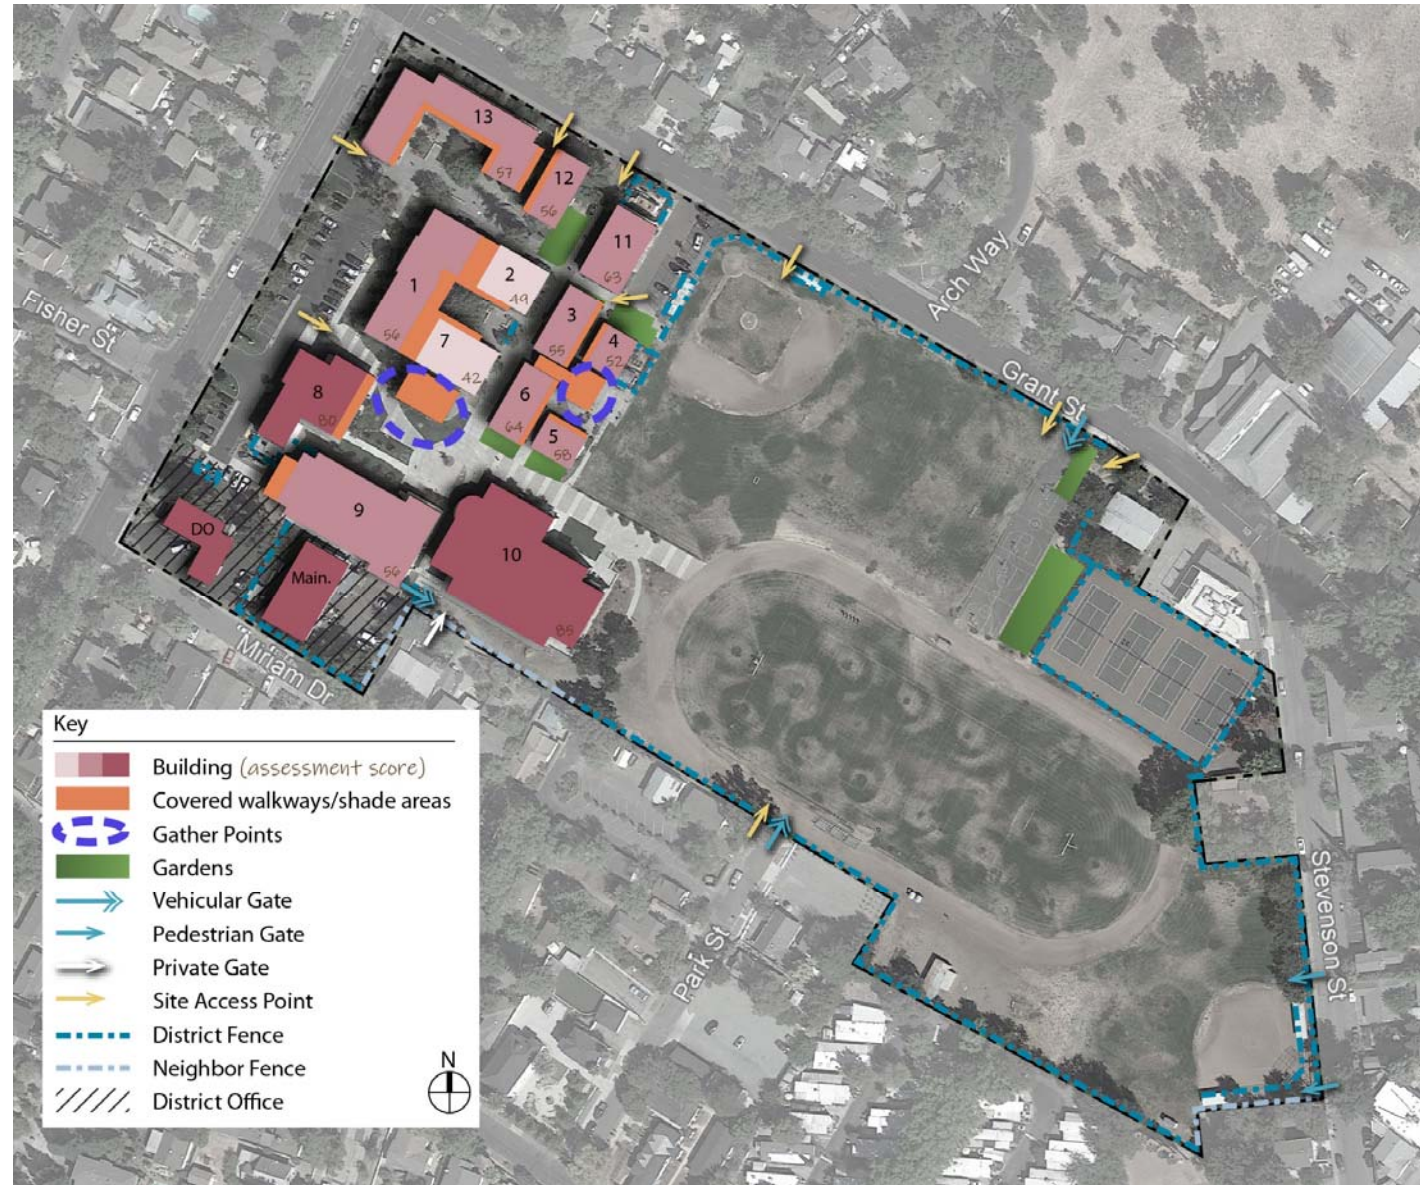 13
57
12
56
11
63
2
49
1
56
3
55
4
52
7
42
8
80
6
64
5
58
9
56
10
85
DO
Main.
Fisher St
Miriam Dr
Arch Way
Grant St
Park St
Stevenson St
Key
Building (assessment score)
Covered walkways/shade areas
Gather Points
Gardens
Vehicular Gate
Pedestrian Gate
Private Gate
Site Access Point
District Fence
Neighbor Fence
District Office
N